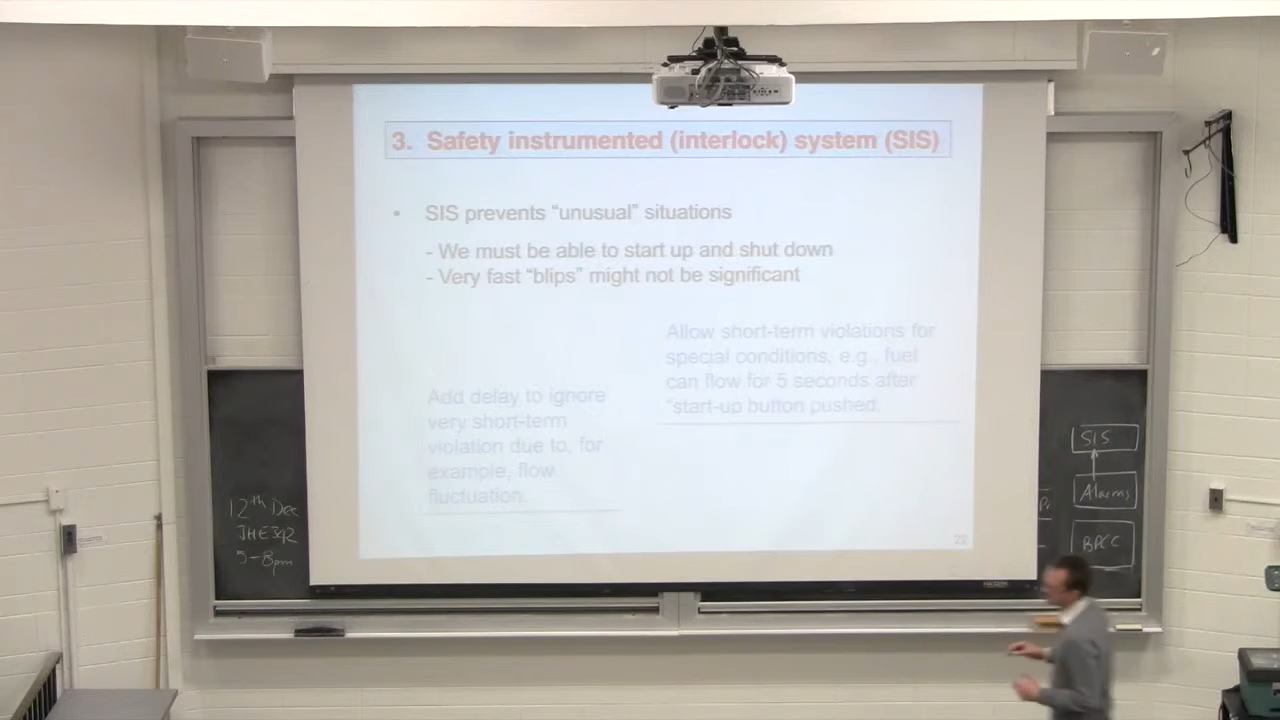 3. Safety instrumented (interlock) system (SIS)
• SIS prevents “unusual” situations
- We must be able to start up and shut down
- Very fast “blips” might not be significant
Allow short-term violations for
special conditions, e.g., fuel
can flow for 5 seconds after
“start-up button pushed.
Add delay to ignore
very short-term
violation due to, for
example, flow
fluctuation.
22
12th Dec
JHE342
5-8pm
SIS
Alarms
BPCC